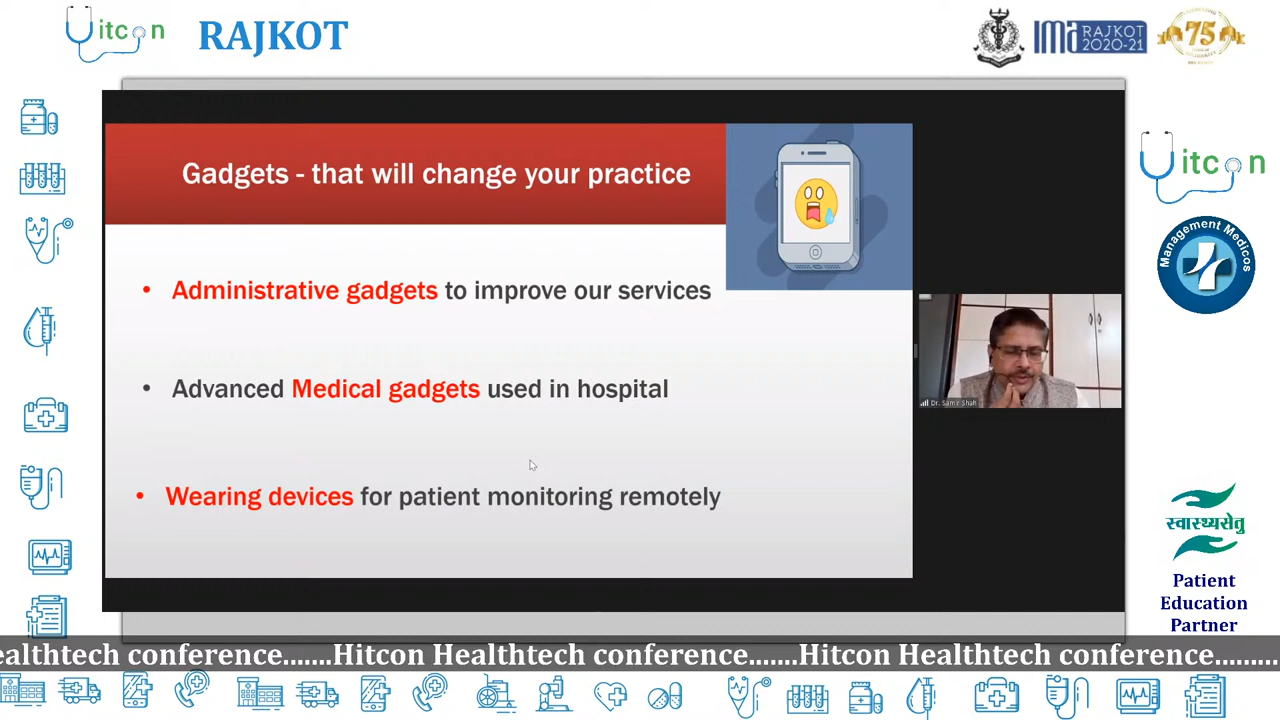 itcon
RAJKOT
ima RAJKOT
2020-21
75
Gadgets - that will change your practice
• Administrative gadgets to improve our services
• Advanced Medical gadgets used in hospital
• Wearing devices for patient monitoring remotely
Dr. Samir Shah
itcon
Management Medicos
स्वास्थ्यसेतु
Patient
Education
Partner
ealthtech conference.......Hitcon Healthtech conference.......Hitcon Healthtech conference.........